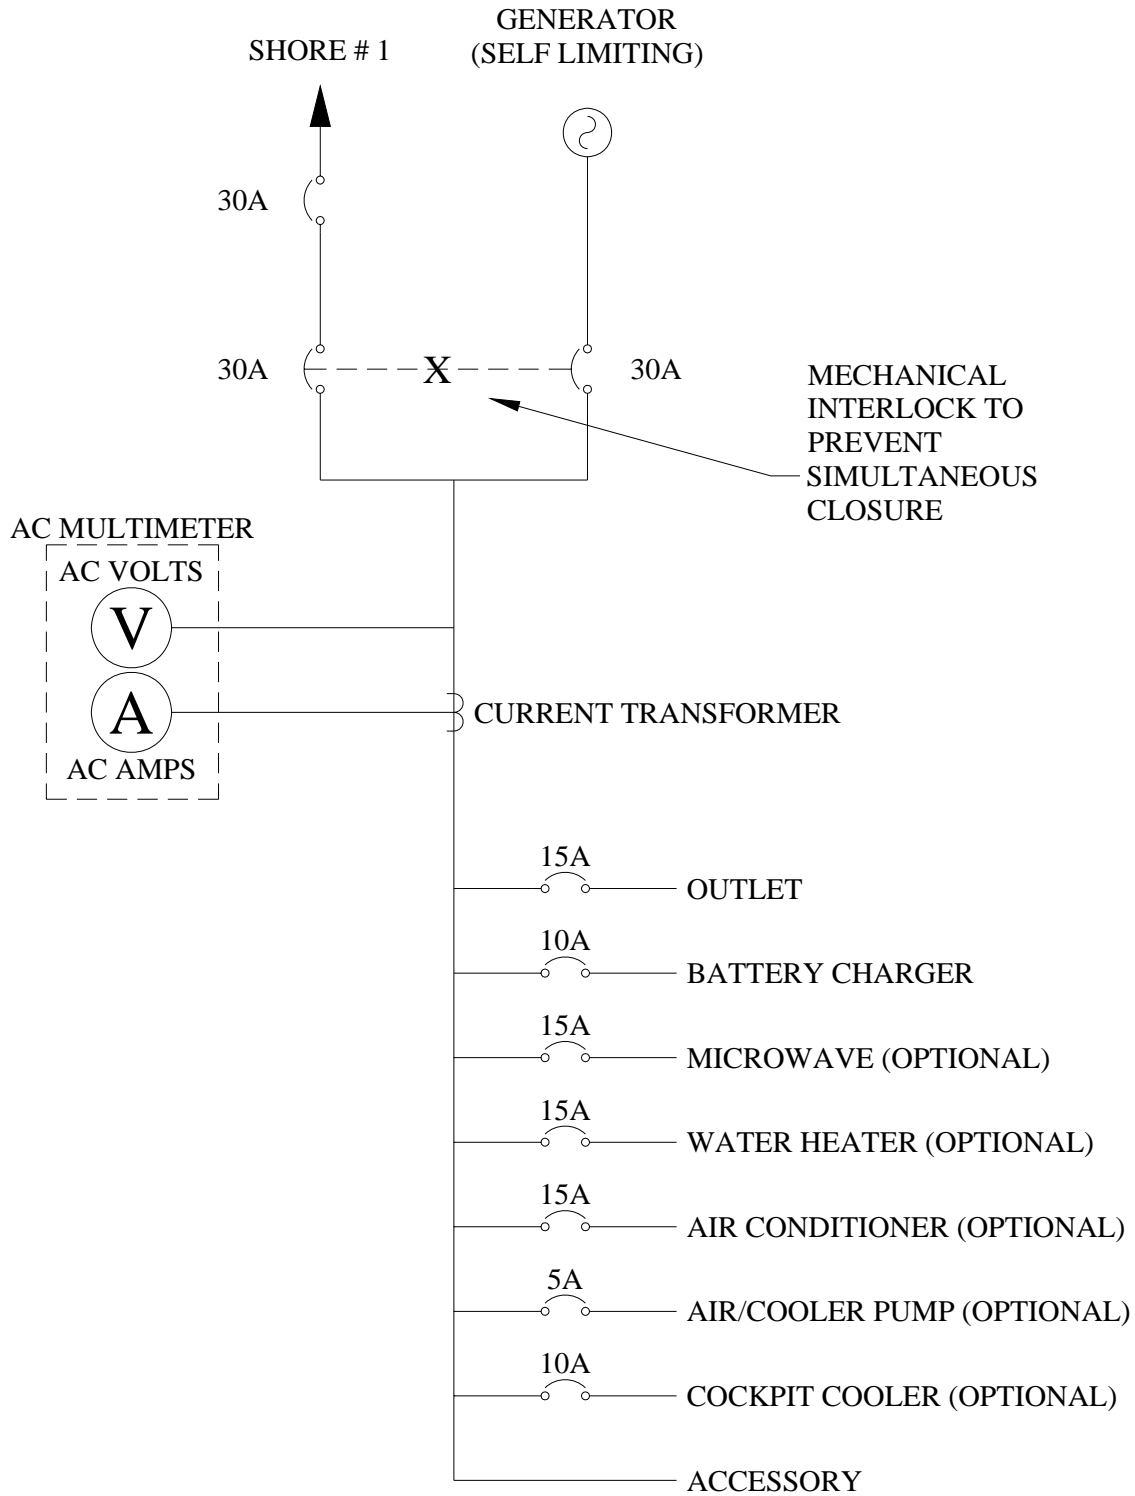 GENERATOR
(SELF LIMITING)
SHORE # 1
30A
30A
X
30A
MECHANICAL
INTERLOCK TO
PREVENT
SIMULTANEOUS
CLOSURE
AC MULTIMETER
AC VOLTS
V
A
AC AMPS
CURRENT TRANSFORMER
15A
OUTLET
10A
BATTERY CHARGER
15A
MICROWAVE (OPTIONAL)
15A
WATER HEATER (OPTIONAL)
15A
AIR CONDITIONER (OPTIONAL)
5A
AIR/COOLER PUMP (OPTIONAL)
10A
COCKPIT COOLER (OPTIONAL)
ACCESSORY